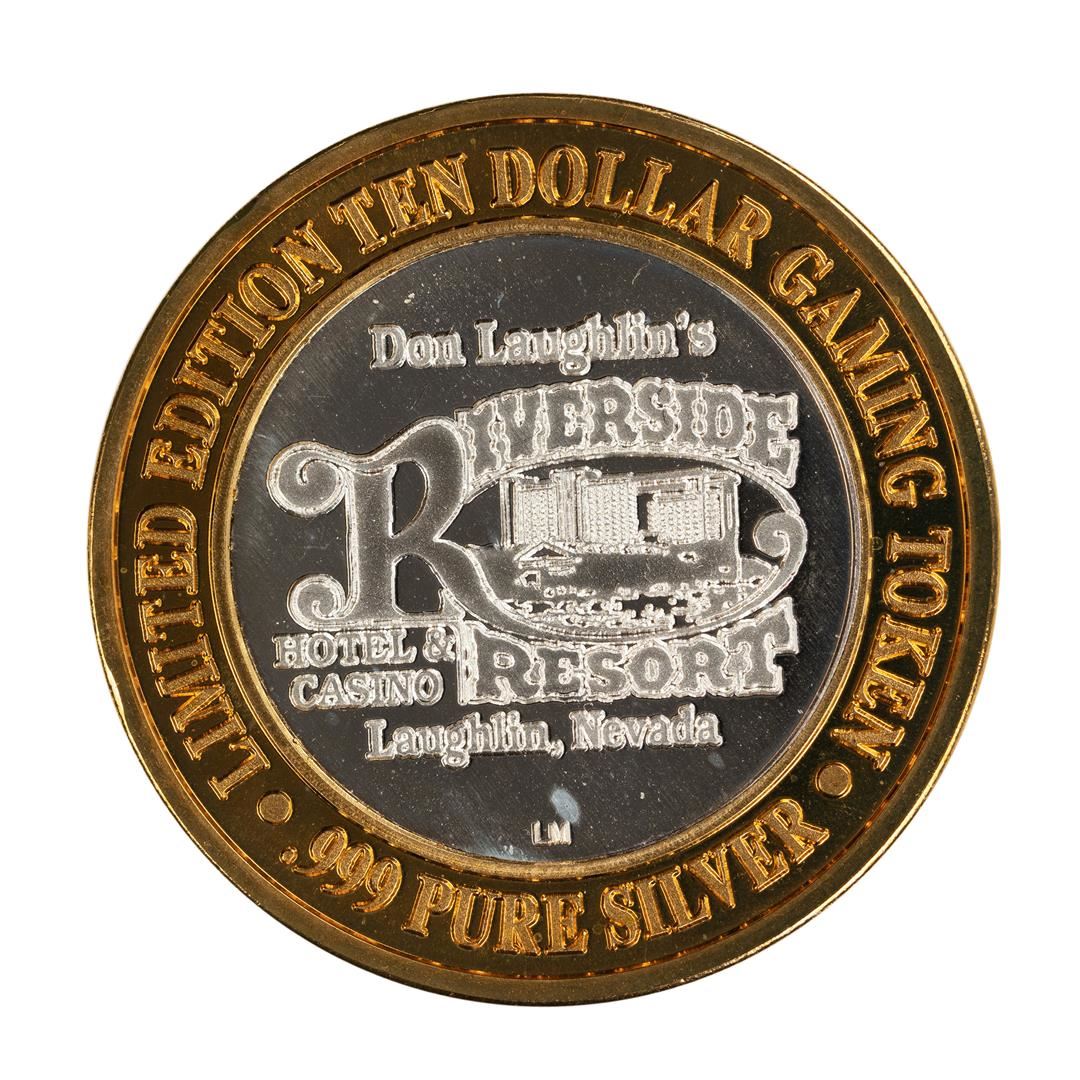 LIMITED EDITION TEN DOLLAR GAMING TOKEN
Don Laughlin's
RIVERSIDE
HOTEL &
CASINO
RESORT
Laughlin, Nevada
LM
.999 PURE SILVER